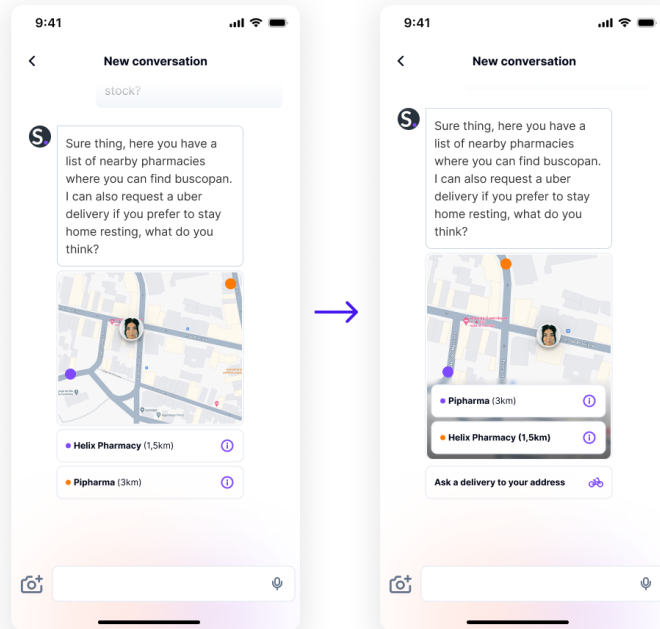 9:41
New conversation
stock?
S.
Sure thing, here you have a
list of nearby pharmacies
where you can find buscopan.
I can also request a uber
delivery if you prefer to stay
home resting, what do you
think?
Helix Pharmacy (1,5km)
Pipharma (3km)
9:41
New conversation
S.
Sure thing, here you have a
list of nearby pharmacies
where you can find buscopan.
I can also request a uber
delivery if you prefer to stay
home resting, what do you
think?
Pipharma (3km)
Helix Pharmacy (1,5km)
Ask a delivery to your address